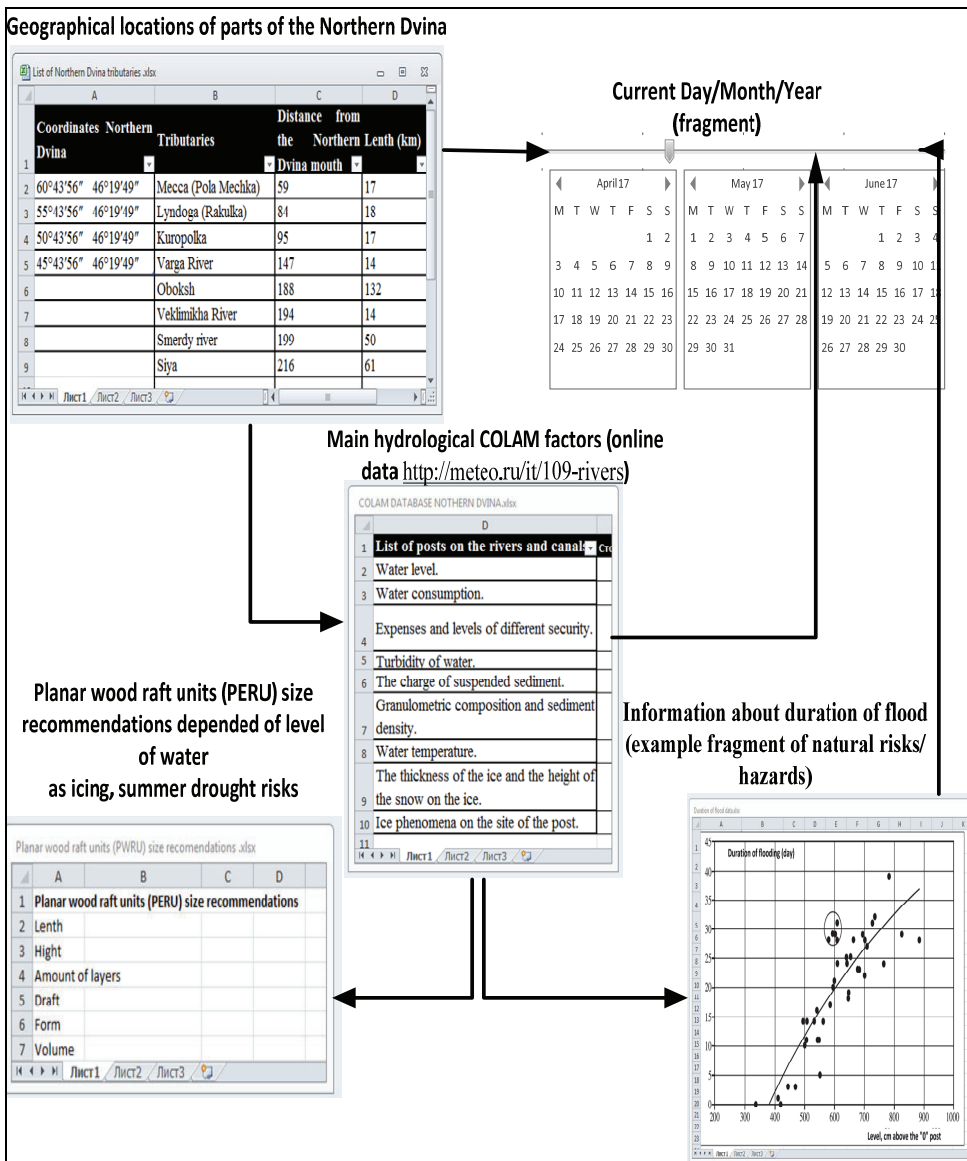 Geographical locations of parts of the Northern Dvina
List of Northern Dvina tributaries .xlsx
A B C D
1 Coordinates Northern Dvina Tributaries Distance from the Northern Dvina mouth Lenth (km)
2 60°43′56″ 46°19′49″ Mecca (Pola Mechka) 59 17
3 55°43′56″ 46°19′49″ Lyndoga (Rakulka) 84 18
4 50°43′56″ 46°19′49″ Kuropolka 95 17
5 45°43′56″ 46°19′49″ Varga River 147 14
6 Oboksh 188 132
7 Veklimikha River 194 14
8 Smerdy river 199 50
9 Siya 216 61
Лист1 Лист2 Лист3
Current Day/Month/Year
(fragment)
April 17
M T W T F S S
1 2
3 4 5 6 7 8 9
10 11 12 13 14 15 16
17 18 19 20 21 22 23
24 25 26 27 28 29 30
May 17
M T W T F S S
1 2 3 4 5 6 7
8 9 10 11 12 13 14
15 16 17 18 19 20 21
22 23 24 25 26 27 28
29 30 31
June 17
M T W T F S S
1 2 3 4
5 6 7 8 9 10 11
12 13 14 15 16 17 18
19 20 21 22 23 24 25
26 27 28 29 30
Main hydrological COLAM factors (online
data http://meteo.ru/it/109-rivers)
COLAM DATABASE NOTHERN DVINA.xlsx
D
1 List of posts on the rivers and canals
2 Water level.
3 Water consumption.
4 Expenses and levels of different security.
5 Turbidity of water.
6 The charge of suspended sediment.
7 Granulometric composition and sediment
density.
8 Water temperature.
9 The thickness of the ice and the height of
the snow on the ice.
10 Ice phenomena on the site of the post.
11
Лист1 Лист2 Лист3
Planar wood raft units (PERU) size
recommendations depended of level
of water
as icing, summer drought risks
Planar wood raft units (PWRU) size recomendations .xlsx
A B C D
1 Planar wood raft units (PERU) size recommendations
2 Lenth
3 Hight
4 Amount of layers
5 Draft
6 Form
7 Volume
Лист1 Лист2 Лист3
Information about duration of flood
(example fragment of natural risks/
hazards)
Duration of flood data.xlsx
A B C D E F G H I J K
Duration of flooding (day)
45
40
35
30
25
20
15
10
5
0
200 300 400 500 600 700 800 900 1000
Level, cm above the "0" post
Лист1 Лист2 Лист3